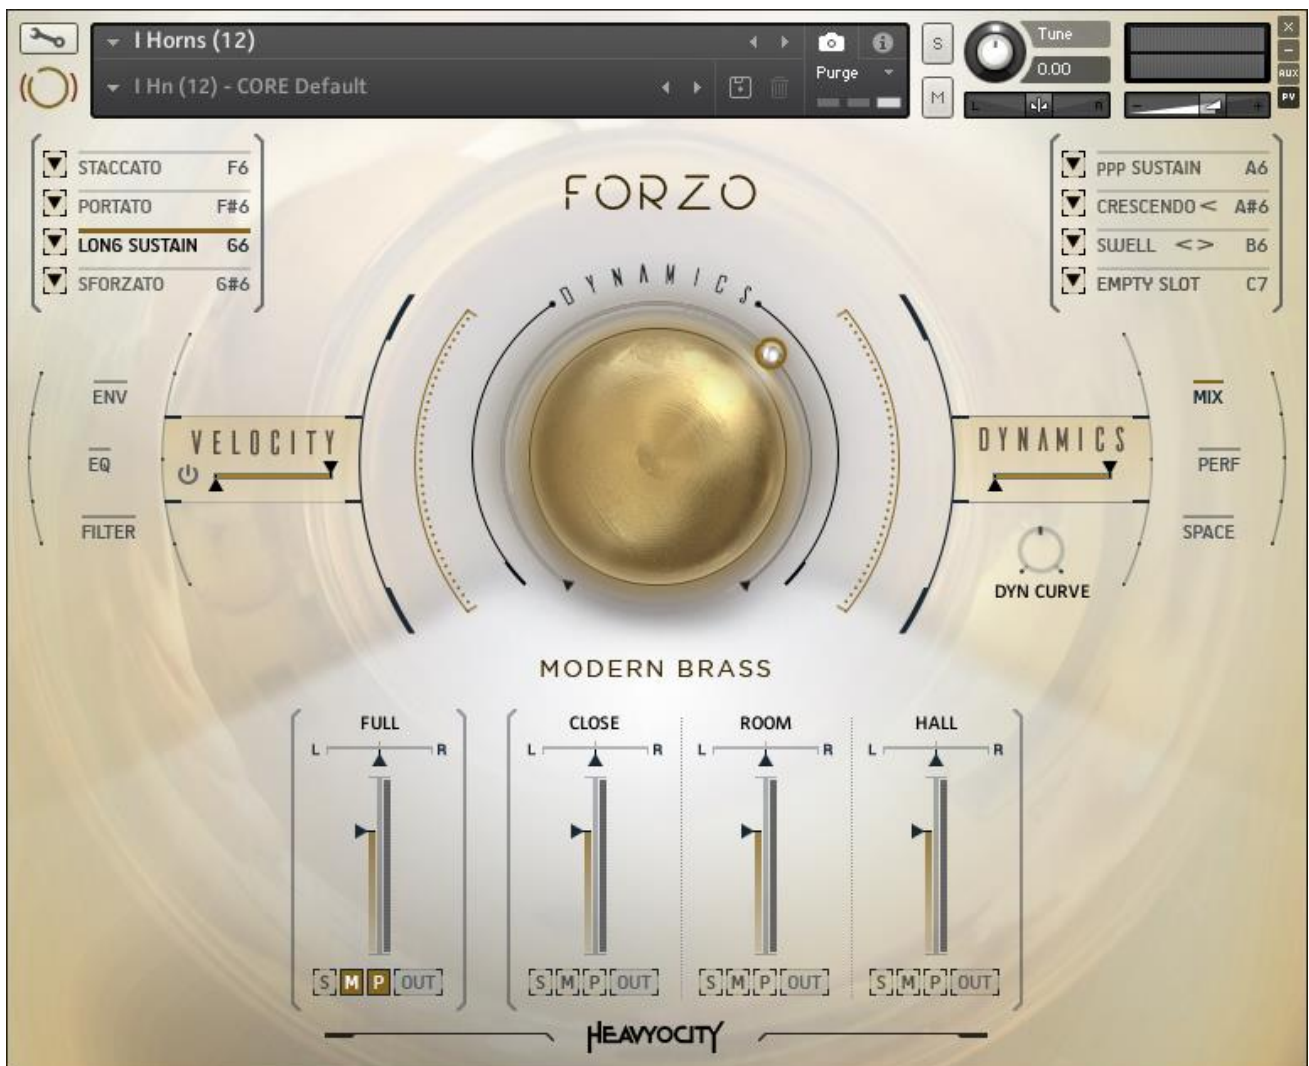 I Horns (12)
I Hn (12) - CORE Default
Purge
S
M
Tune
0.00
L R
- +
×
-
AUX
PV
STACCATO F6
PORTATO F#6
LONG SUSTAIN G6
SFORZATO G#6
FORZO
PPP SUSTAIN A6
CRESCENDO < A#6
SWELL < > B6
EMPTY SLOT C7
DYNAMICS
ENV
EQ
FILTER
VELOCITY
DYNAMICS
DYN CURVE
MIX
PERF
SPACE
MODERN BRASS
FULL CLOSE ROOM HALL
L R L R L R L R
S M P OUT S M P OUT S M P OUT S M P OUT
HEAVYOCITY